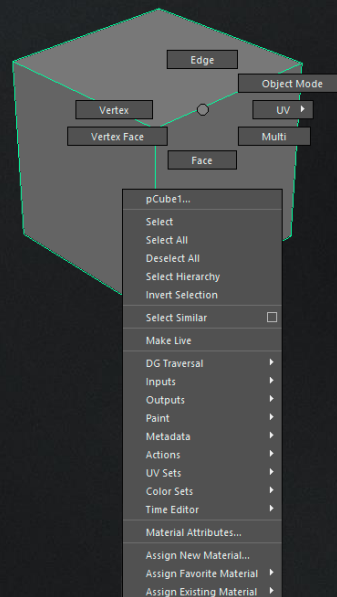 Edge
Object Mode
Vertex
UV
Vertex Face
Multi
Face
pCube1...
Select
Select All
Deselect All
Select Hierarchy
Invert Selection
Select Similar
Make Live
DG Traversal
Inputs
Outputs
Paint
Metadata
Actions
UV Sets
Color Sets
Time Editor
Material Attributes...
Assign New Material...
Assign Favorite Material
Assign Existing Material